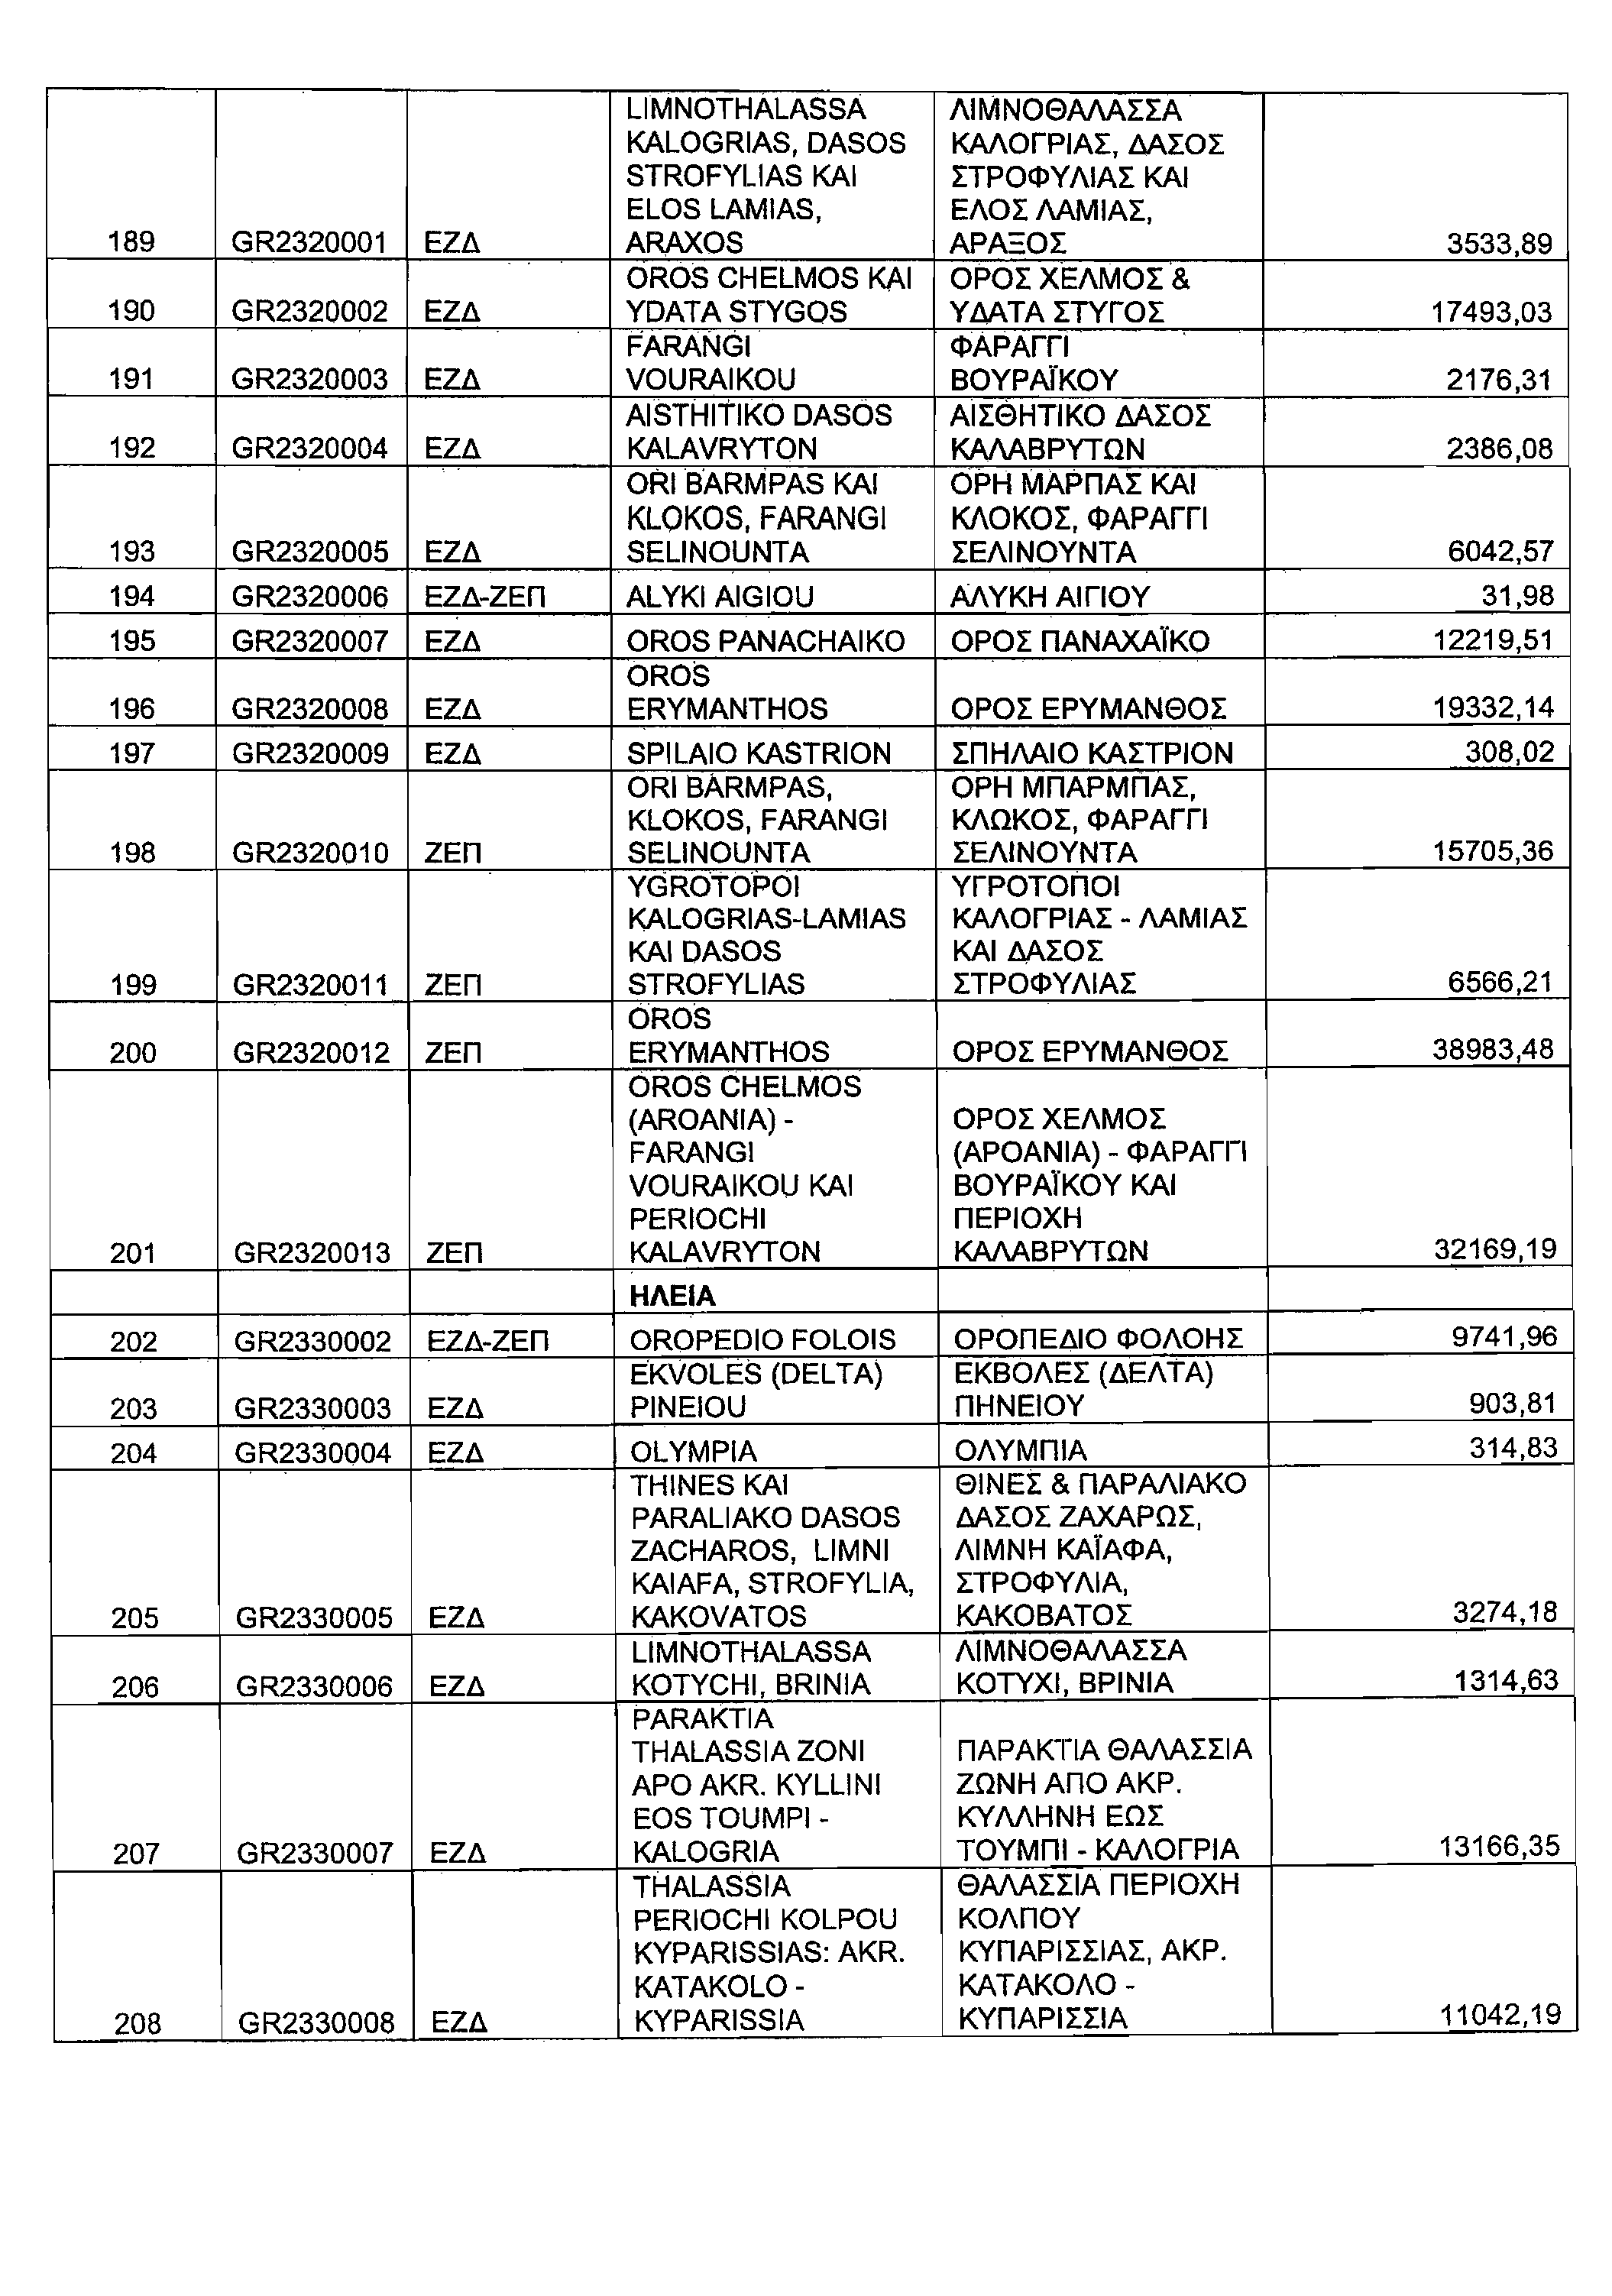 LIMNOTHALASSA ΛΙΜΝΟΘΑΛΑΣΣΑ
KALOGRIAS, DASOS ΚΑΛΟΓΡΙΑΣ, ΔΑΣΟΣ
STROFYLIAS KAI ΣΤΡΟΦΥΛΙΑΣ ΚΑΙ
ELOS LAMIAS, ΕΛΟΣ ΛΑΜΙΑΣ,
189 GR2320001 ΕΖΔ ARAXOS ΑΡΑΞΟΣ 3533,89
OROS CHELMOS KAI ΟΡΟΣ ΧΕΛΜΟΣ &
190 GR2320002 ΕΖΔ YDATA STYGOS ΥΔΑΤΑ ΣΤΥΓΟΣ 17493,03
FARANGI ΦΑΡΑΓΓΙ
191 GR2320003 ΕΖΔ VOURAIKOU ΒΟΥΡΑΪΚΟΥ 2176,31
AISTHITIKO DASOS ΑΙΣΘΗΤΙΚΟ ΔΑΣΟΣ
192 GR2320004 ΕΖΔ KALAVRYTON ΚΑΛΑΒΡΥΤΩΝ 2386,08
ORI BARMPAS KAI ΟΡΗ ΜΑΡΠΑΣ ΚΑΙ
KLOKOS, FARANGI ΚΛΟΚΟΣ, ΦΑΡΑΓΓΙ
193 GR2320005 ΕΖΔ SELINOUNTA ΣΕΛΙΝΟΥΝΤΑ 6042,57
194 GR2320006 ΕΖΔ-ΖΕΠ ALYKI AIGIOU ΑΛΥΚΗ ΑΙΓΙΟΥ 31,98
195 GR2320007 ΕΖΔ OROS PANACHAIKO ΟΡΟΣ ΠΑΝΑΧΑΪΚΟ 12219,51
OROS
196 GR2320008 ΕΖΔ ERYMANTHOS ΟΡΟΣ ΕΡΥΜΑΝΘΟΣ 19332,14
197 GR2320009 ΕΖΔ SPILAIO KASTRION ΣΠΗΛΑΙΟ ΚΑΣΤΡΙΟΝ 308,02
ORI BARMPAS, ΟΡΗ ΜΠΑΡΜΠΑΣ,
KLOKOS, FARANGI ΚΛΩΚΟΣ, ΦΑΡΑΓΓΙ
198 GR2320010 ΖΕΠ SELINOUNTA ΣΕΛΙΝΟΥΝΤΑ 15705,36
YGROTOPOI ΥΓΡΟΤΟΠΟΙ
KALOGRIAS-LAMIAS ΚΑΛΟΓΡΙΑΣ - ΛΑΜΙΑΣ
KAI DASOS ΚΑΙ ΔΑΣΟΣ
199 GR2320011 ΖΕΠ STROFYLIAS ΣΤΡΟΦΥΛΙΑΣ 6566,21
OROS
200 GR2320012 ΖΕΠ ERYMANTHOS ΟΡΟΣ ΕΡΥΜΑΝΘΟΣ 38983,48
OROS CHELMOS
(AROANIA) - ΟΡΟΣ ΧΕΛΜΟΣ
FARANGI (ΑΡΟΑΝΙΑ) - ΦΑΡΑΓΓΙ
VOURAIKOU KAI ΒΟΥΡΑΪΚΟΥ ΚΑΙ
PERIOCHI ΠΕΡΙΟΧΗ
201 GR2320013 ΖΕΠ KALAVRYTON ΚΑΛΑΒΡΥΤΩΝ 32169,19
ΗΛΕΙΑ
202 GR2330002 ΕΖΔ-ΖΕΠ OROPEDIO FOLOIS ΟΡΟΠΕΔΙΟ ΦΟΛΟΗΣ 9741,96
EKVOLES (DELTA) ΕΚΒΟΛΕΣ (ΔΕΛΤΑ)
203 GR2330003 ΕΖΔ PINEIOU ΠΗΝΕΙΟΥ 903,81
204 GR2330004 ΕΖΔ OLYMPIA ΟΛΥΜΠΙΑ 314,83
THINES KAI ΘΙΝΕΣ & ΠΑΡΑΛΙΑΚΟ
PARALIAKO DASOS ΔΑΣΟΣ ΖΑΧΑΡΩΣ,
ZACHAROS, LIMNI ΛΙΜΝΗ ΚΑΪΑΦΑ,
KAIAFA, STROFYLIA, ΣΤΡΟΦΥΛΙΑ,
205 GR2330005 ΕΖΔ KAKOVATOS ΚΑΚΟΒΑΤΟΣ 3274,18
LIMNOTHALASSA ΛΙΜΝΟΘΑΛΑΣΣΑ
206 GR2330006 ΕΖΔ KOTYCHI, BRINIA ΚΟΤΥΧΙ, ΒΡΙΝΙΑ 1314,63
PARAKTIA
THALASSIA ZONI ΠΑΡΑΚΤΙΑ ΘΑΛΑΣΣΙΑ
APO AKR. KYLLINI ΖΩΝΗ ΑΠΟ ΑΚΡ.
EOS TOUMPI - ΚΥΛΛΗΝΗ ΕΩΣ
207 GR2330007 ΕΖΔ KALOGRIA ΤΟΥΜΠΙ - ΚΑΛΟΓΡΙΑ 13166,35
THALASSIA ΘΑΛΑΣΣΙΑ ΠΕΡΙΟΧΗ
PERIOCHI KOLPOU ΚΟΛΠΟΥ
KYPARISSIAS: AKR. ΚΥΠΑΡΙΣΣΙΑΣ, ΑΚΡ.
KATAKOLO - ΚΑΤΑΚΟΛΟ -
208 GR2330008 ΕΖΔ KYPARISSIA ΚΥΠΑΡΙΣΣΙΑ 11042,19